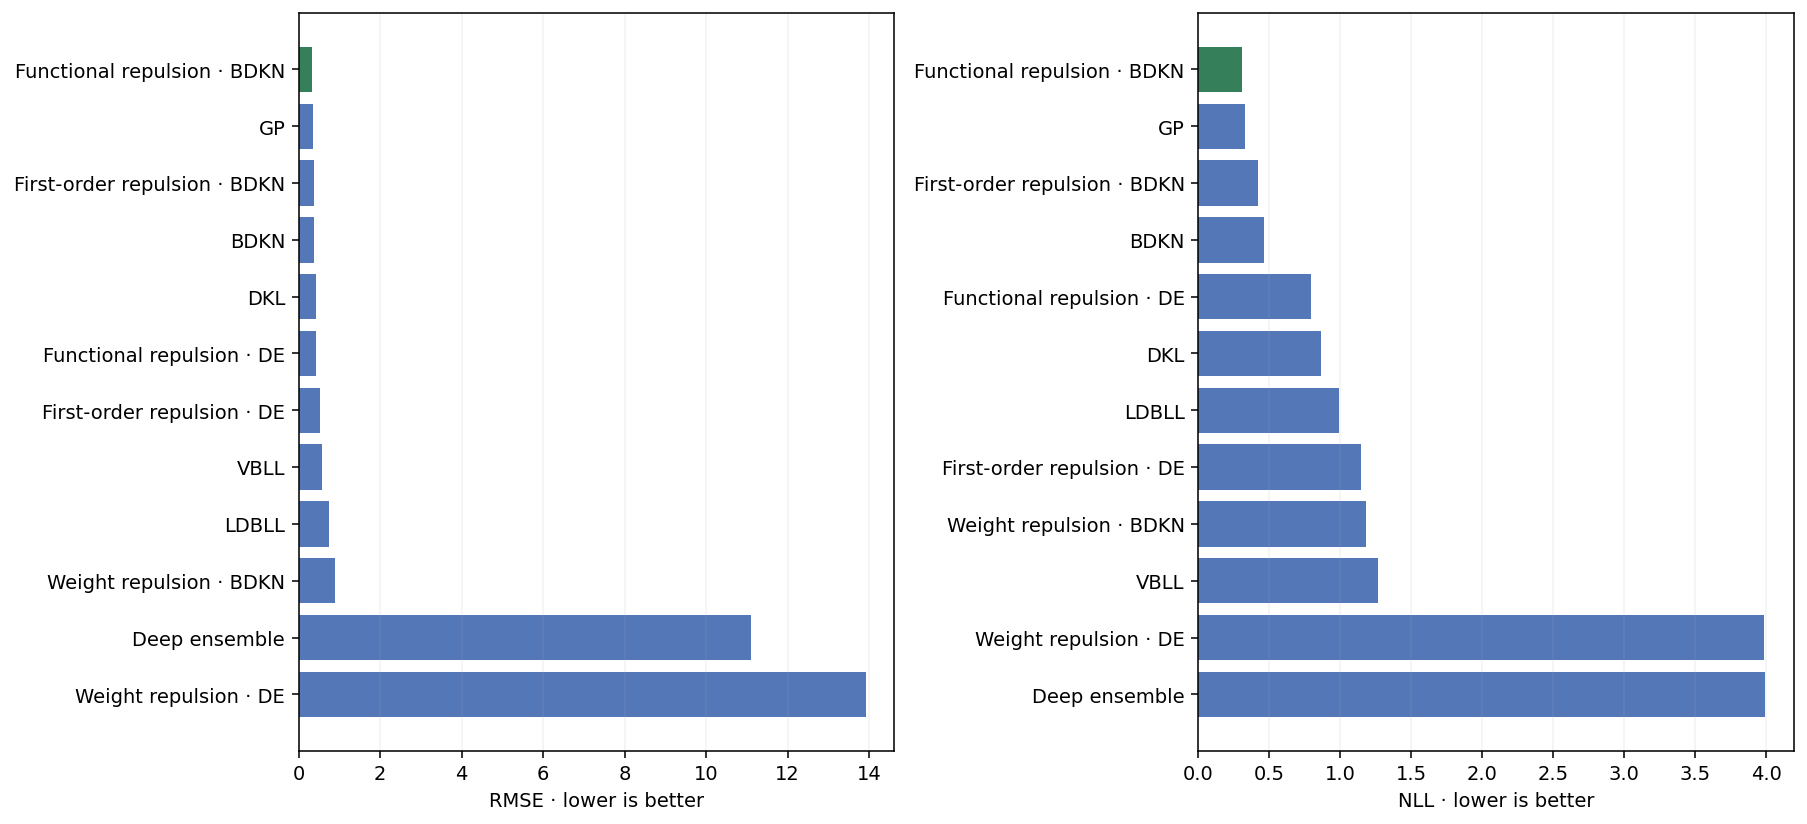 Functional repulsion · BDKN
GP
First-order repulsion · BDKN
BDKN
DKL
Functional repulsion · DE
First-order repulsion · DE
VBLL
LDBLL
Weight repulsion · BDKN
Deep ensemble
Weight repulsion · DE
0 2 4 6 8 10 12 14
RMSE · lower is better
Functional repulsion · BDKN
GP
First-order repulsion · BDKN
BDKN
Functional repulsion · DE
DKL
LDBLL
First-order repulsion · DE
Weight repulsion · BDKN
VBLL
Weight repulsion · DE
Deep ensemble
0.0 0.5 1.0 1.5 2.0 2.5 3.0 3.5 4.0
NLL · lower is better